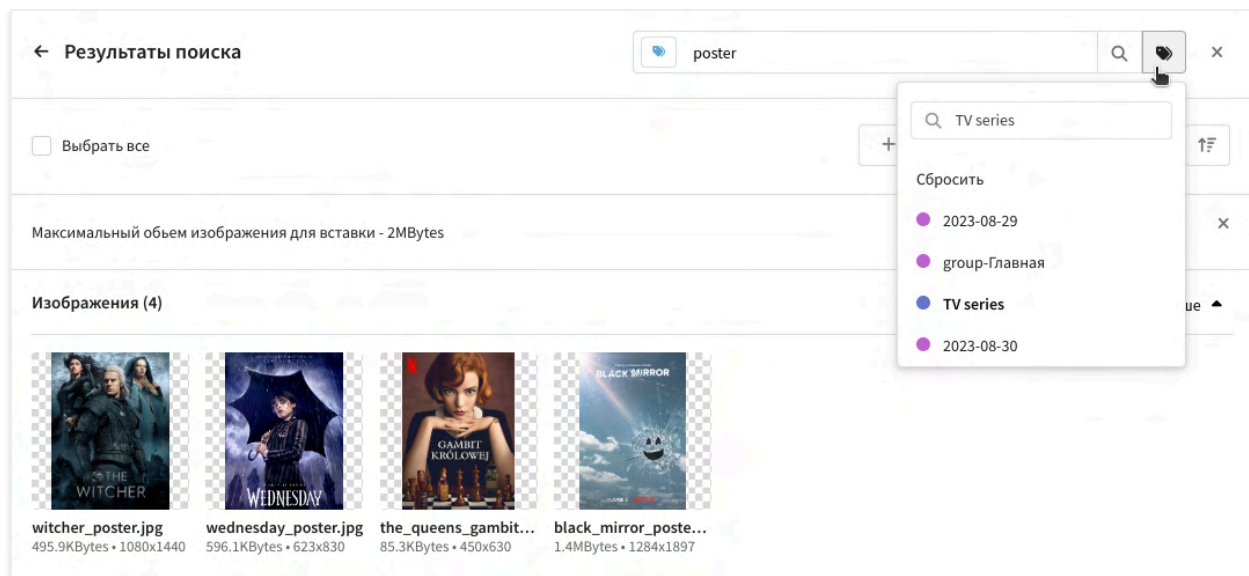 Результаты поиска
poster
TV series
Выбрать все
Сбросить
2023-08-29
Максимальный обьем изображения для вставки - 2MBytes
group-Главная
Изображения (4)
TV series
ше
2023-08-30
BLACK MIRROR
N
GAMBIT
KRÓLOWEJ
THE
WITCHER
WEDNESDAY
witcher_poster.jpg
495.9KBytes • 1080x1440
wednesday_poster.jpg
596.1KBytes • 623x830
the_queens_gambit...
85.3KBytes • 450x630
black_mirror_poste...
1.4MBytes • 1284x1897